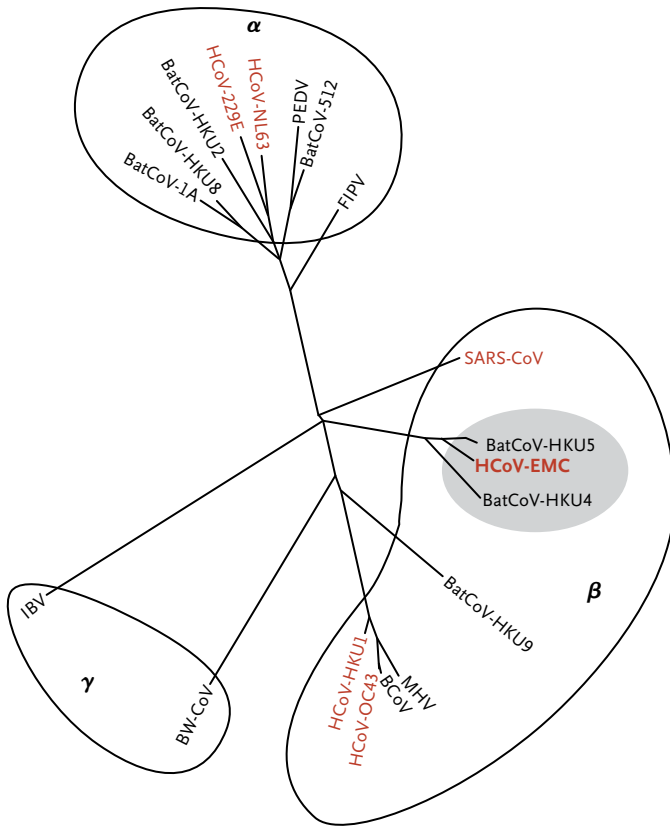 α
HCoV-229E
HCoV-NL63
PEDV
BatCoV-512
BatCoV-HKU2
BatCoV-HKU8
BatCoV-1A
FIPV
SARS-CoV
BatCoV-HKU5
HCoV-EMC
BatCoV-HKU4
BatCoV-HKU9
β
IBV
γ
BW-CoV
HCoV-HKU1
HCoV-OC43
BCoV
MHV